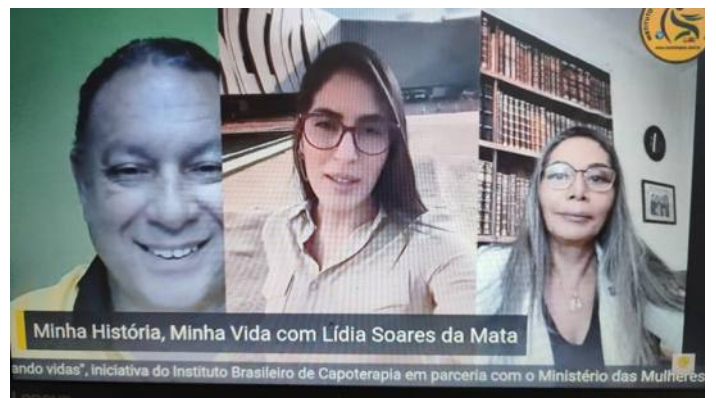 Minha História, Minha Vida com Lídia Soares da Mata
ando vidas", iniciativa do Instituto Brasileiro de Capoterapia em parceria com o Ministério das Mulheres